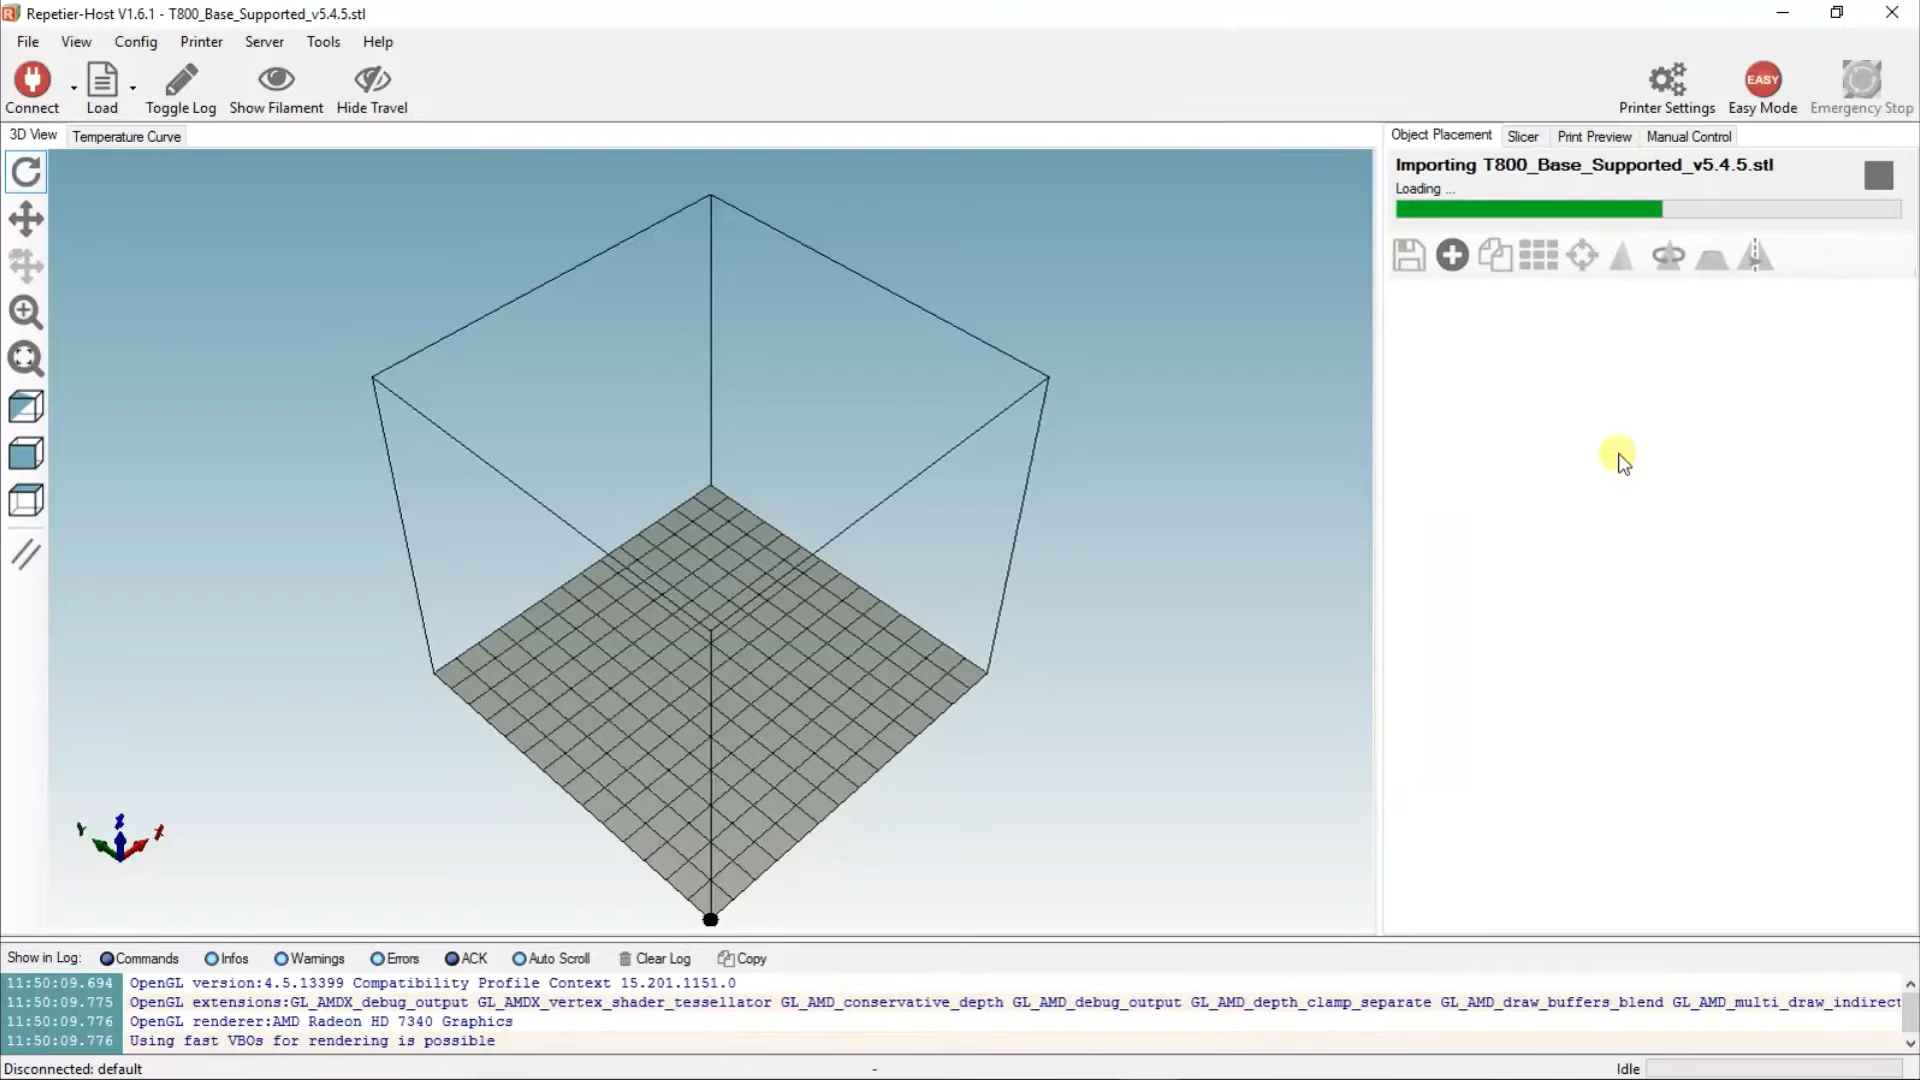 Repetier-Host V1.6.1 - T800_Base_Supported_v5.4.5.stl
File View Config Printer Server Tools Help
Connect Load Toggle Log Show Filament Hide Travel EASY Printer Settings Easy Mode Emergency Stop
3D View Temperature Curve Object Placement Slicer Print Preview Manual Control
Importing T800_Base_Supported_v5.4.5.stl
Loading ...
Y Z X
Show in Log: Commands Infos Warnings Errors ACK Auto Scroll Clear Log Copy
11:50:09.694 OpenGL version:4.5.13399 Compatibility Profile Context 15.201.1151.0
11:50:09.775 OpenGL extensions:GL_AMDX_debug_output GL_AMDX_vertex_shader_tessellator GL_AMD_conservative_depth GL_AMD_debug_output GL_AMD_depth_clamp_separate GL_AMD_draw_buffers_blend GL_AMD_multi_draw_indirect
11:50:09.776 OpenGL renderer:AMD Radeon HD 7340 Graphics
11:50:09.776 Using fast VBOs for rendering is possible
Disconnected: default - Idle